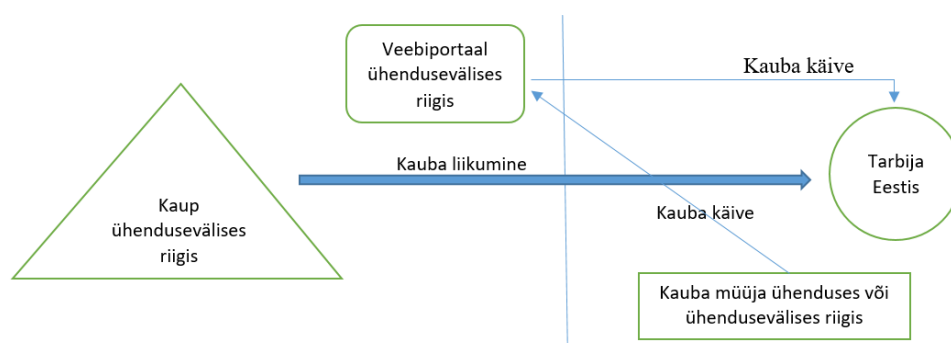 Veebiportaal
ühendusevälises
riigis
Kauba käive
Kauba liikumine
Tarbija
Eestis
Kaup
ühendusevälises
riigis
Kauba käive
Kauba müüja ühenduses või
ühendusevälises riigis